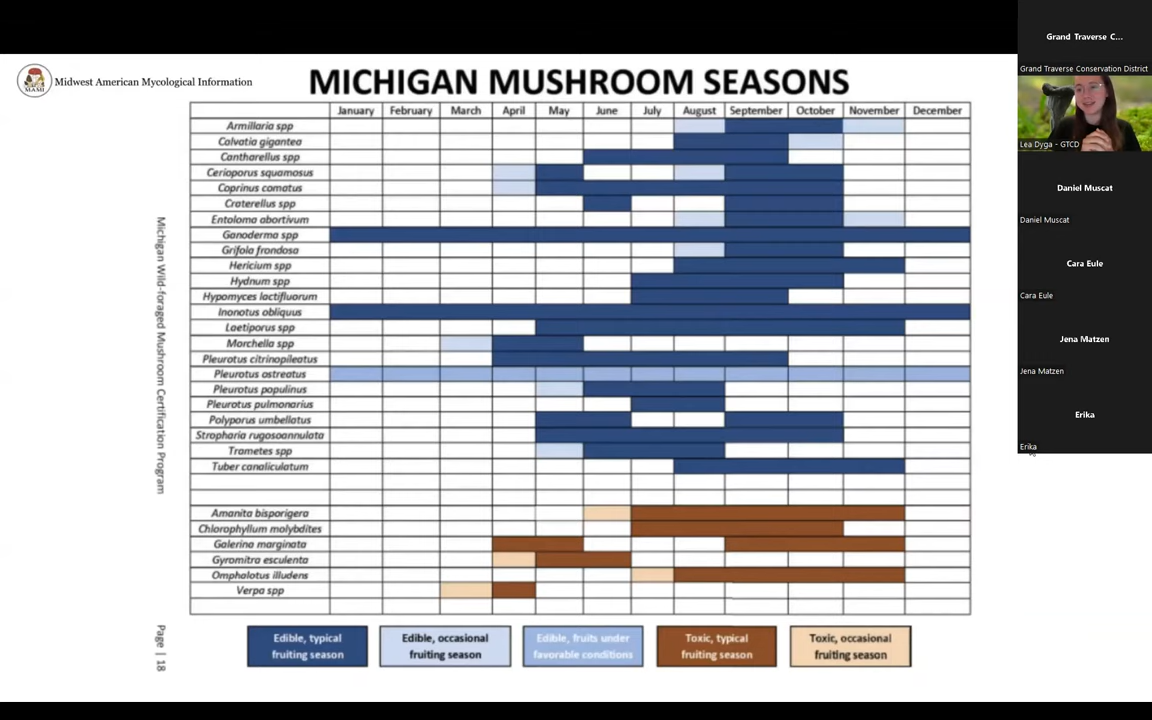 Grand Traverse C...
Grand Traverse Conservation District
Lea Dyga - GTCD
Daniel Muscat
Daniel Muscat
Cara Eule
Cara Eule
Jena Matzen
Jena Matzen
Erika
Erika
MAMI
Midwest American Mycological Information
MICHIGAN MUSHROOM SEASONS
January February March April May June July August September October November December
Armillaria spp
Calvatia gigantea
Cantharellus spp
Cerioporus squamosus
Coprinus comatus
Craterellus spp
Entoloma abortivum
Ganoderma spp
Grifola frondosa
Hericium spp
Hydnum spp
Hypomyces lactifluorum
Inonotus obliquus
Laetiporus spp
Morchella spp
Pleurotus citrinopileatus
Pleurotus ostreatus
Pleurotus populinus
Pleurotus pulmonarius
Polyporus umbellatus
Stropharia rugosoannulata
Trametes spp
Tuber canaliculatum
Amanita bisporigera
Chlorophyllum molybdites
Galerina marginata
Gyromitra esculenta
Omphalotus illudens
Verpa spp
Edible, typical
fruiting season
Edible, occasional
fruiting season
Edible, fruits under
favorable conditions
Toxic, typical
fruiting season
Toxic, occasional
fruiting season
Michigan Wild-foraged Mushroom Certification Program
Page | 18